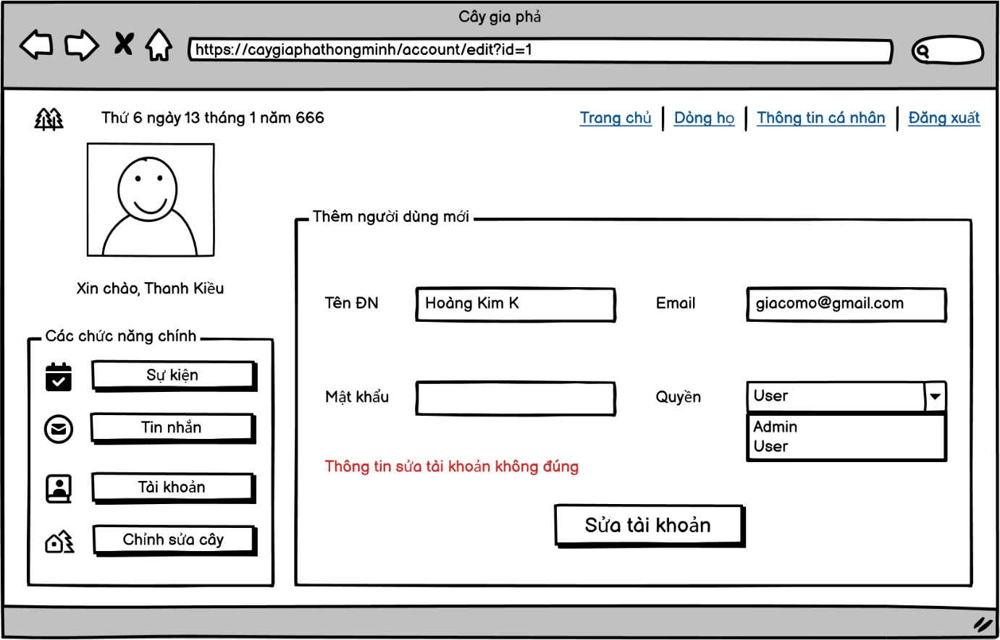 Cây gia phả
https://caygiaphathongminh/account/edit?id=1
Thứ 6 ngày 13 tháng 1 năm 666
Trang chủ
Dòng họ
Thông tin cá nhân
Đăng xuất
Xin chào, Thanh Kiều
Các chức năng chính
Sự kiện
Tin nhắn
Tài khoản
Chỉnh sửa cây
Thêm người dùng mới
Tên ĐN
Hoàng Kim K
Email
giacomo@gmail.com
Mật khẩu
Quyền
User
Admin
User
Thông tin sửa tài khoản không đúng
Sửa tài khoản